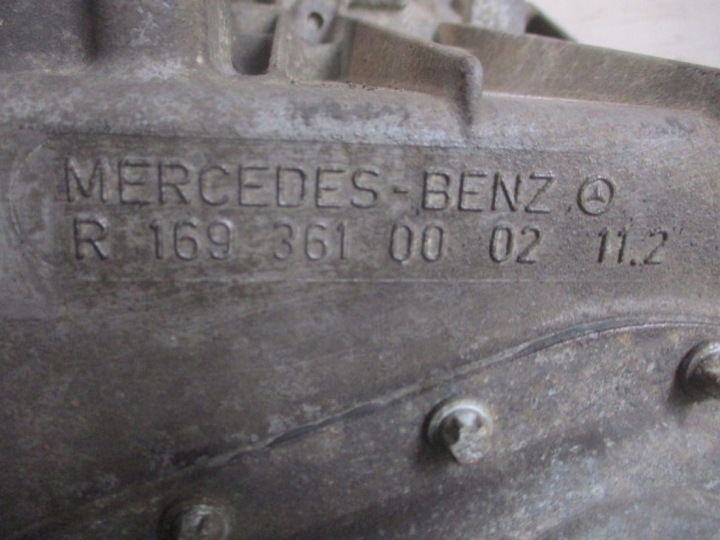 MERCEDES-BENZ
R 169 361 00 02 11.2